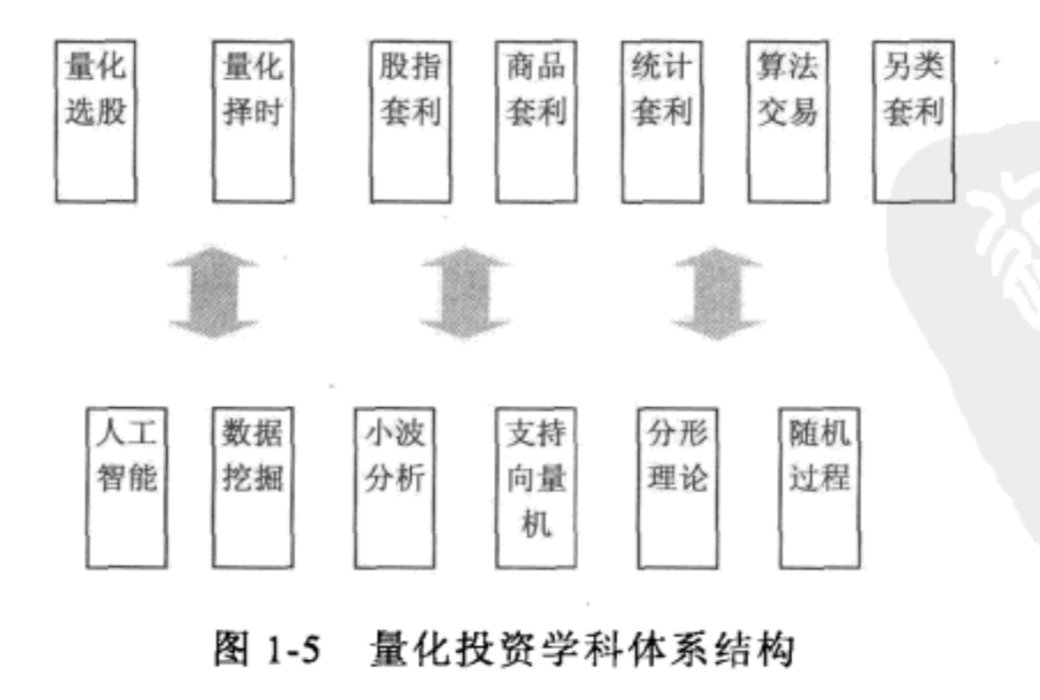 量化 量化 股指 商品 统计 算法 另类
选股 择时 套利 套利 套利 交易 套利
人工 数据 小波 支持 分形 随机
智能 挖掘 分析 向量 理论 过程
机
图 1-5 量化投资学科体系结构